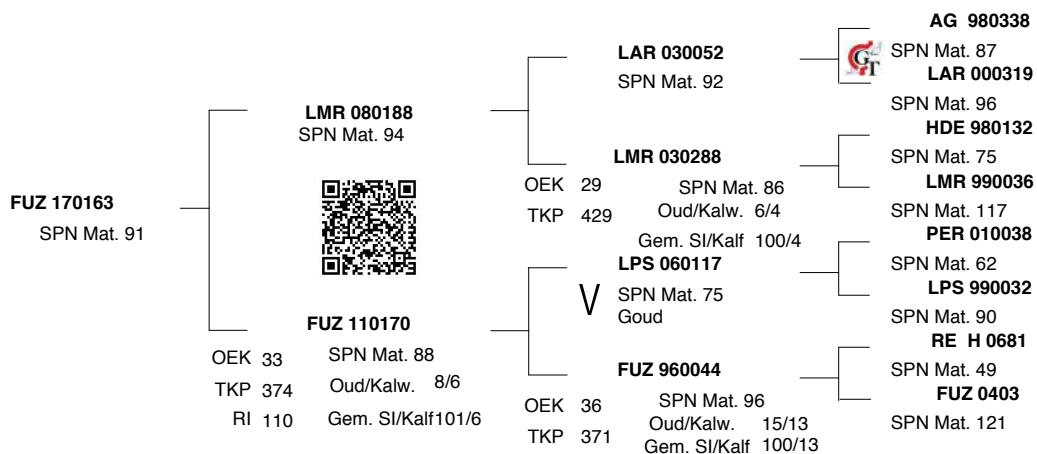 FUZ 170163
SPN Mat. 91
LMR 080188
SPN Mat. 94
FUZ 110170
OEK 33 SPN Mat. 88
TKP 374 Oud/Kalw. 8/6
RI 110 Gem. SI/Kalf 101/6
LAR 030052
SPN Mat. 92
LMR 030288
OEK 29 SPN Mat. 86
TKP 429 Oud/Kalw. 6/4
Gem. SI/Kalf 100/4
LPS 060117
V
SPN Mat. 75
Goud
FUZ 960044
OEK 36 SPN Mat. 96
TKP 371 Oud/Kalw. 15/13
Gem. SI/Kalf 100/13
AG 980338
GT
SPN Mat. 87
LAR 000319
SPN Mat. 96
HDE 980132
SPN Mat. 75
LMR 990036
SPN Mat. 117
PER 010038
SPN Mat. 62
LPS 990032
SPN Mat. 90
RE H 0681
SPN Mat. 49
FUZ 0403
SPN Mat. 121